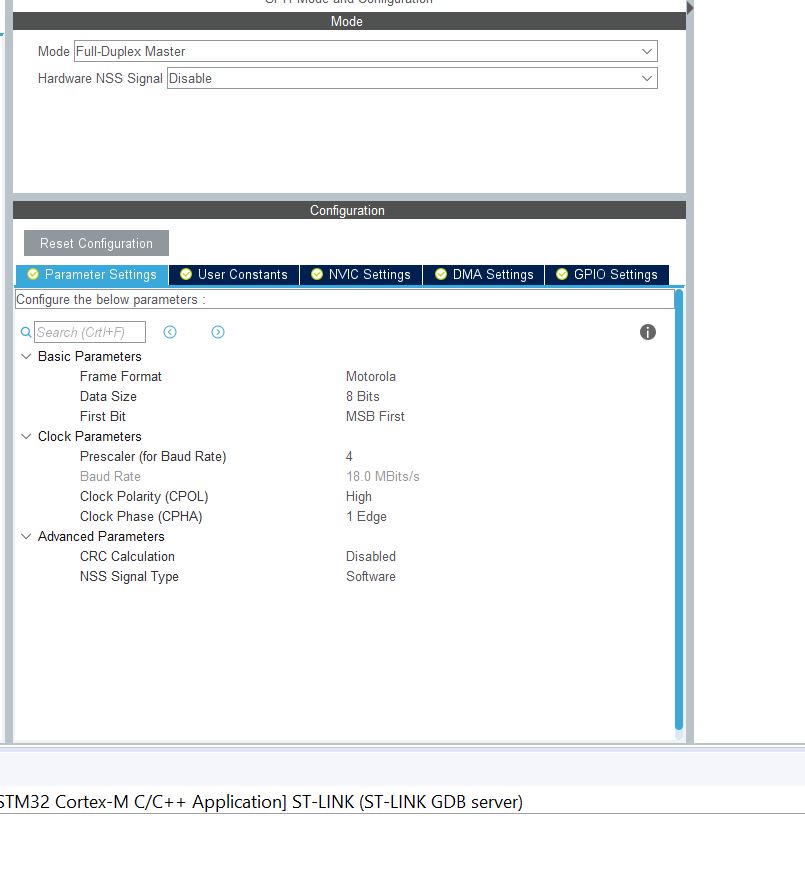 Mode and Configuration
Mode
Mode Full-Duplex Master
Hardware NSS Signal Disable
Configuration
Reset Configuration
Parameter Settings User Constants NVIC Settings DMA Settings GPIO Settings
Configure the below parameters :
Search (Crtl+F)
Basic Parameters
Frame Format Motorola
Data Size 8 Bits
First Bit MSB First
Clock Parameters
Prescaler (for Baud Rate) 4
Baud Rate 18.0 MBits/s
Clock Polarity (CPOL) High
Clock Phase (CPHA) 1 Edge
Advanced Parameters
CRC Calculation Disabled
NSS Signal Type Software
STM32 Cortex-M C/C++ Application] ST-LINK (ST-LINK GDB server)